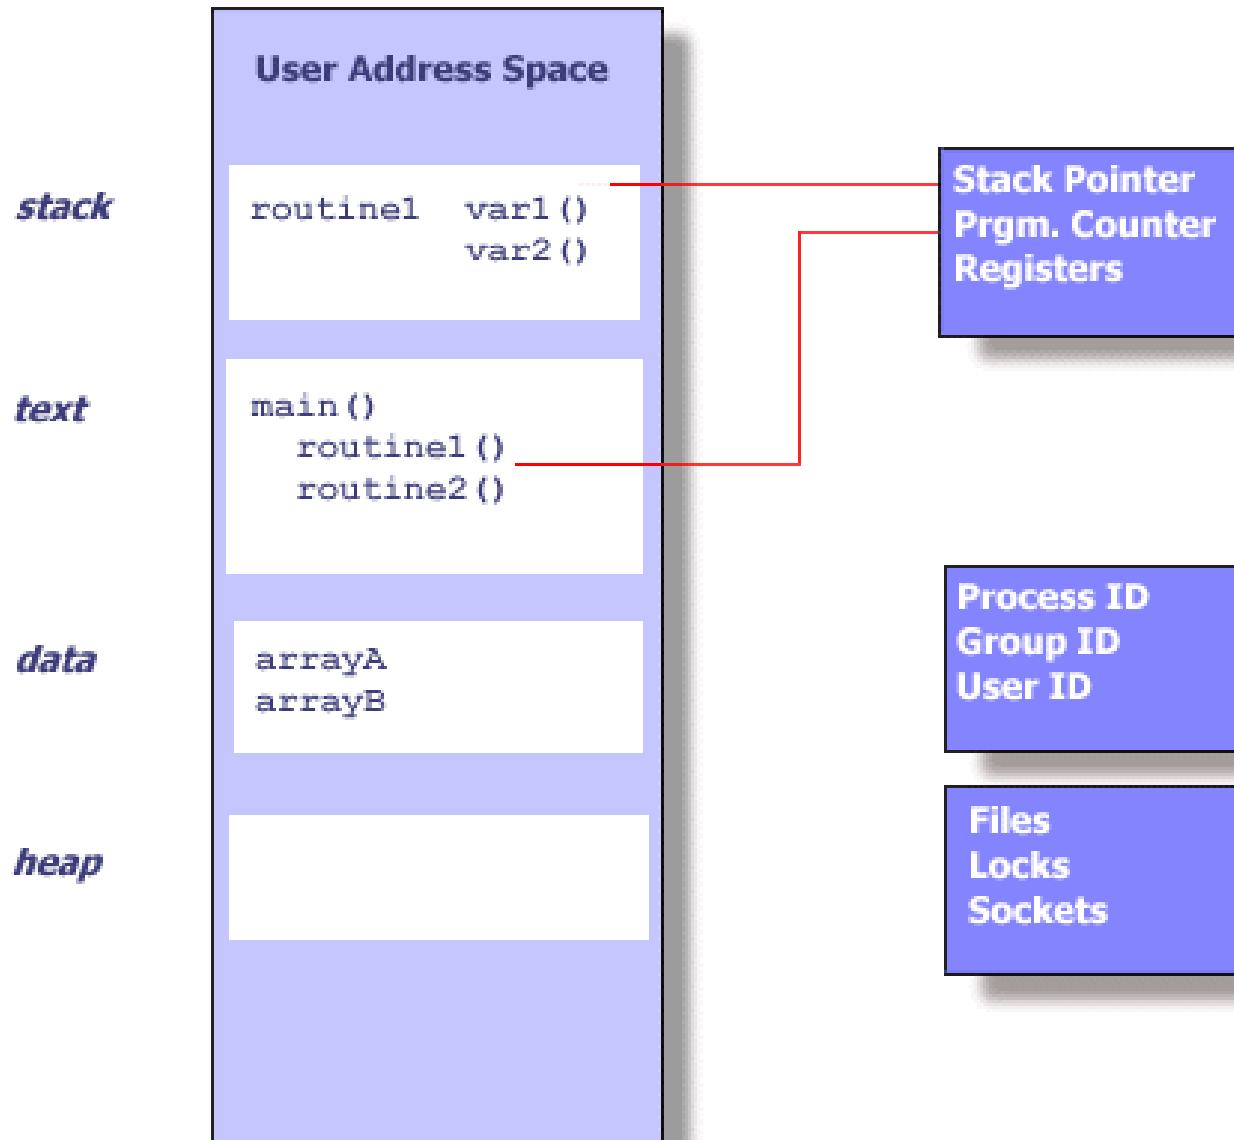 User Address Space
stack
routine1 var1()
var2()
text
main()
routine1()
routine2()
data
arrayA
arrayB
heap
Stack Pointer
Prgm. Counter
Registers
Process ID
Group ID
User ID
Files
Locks
Sockets